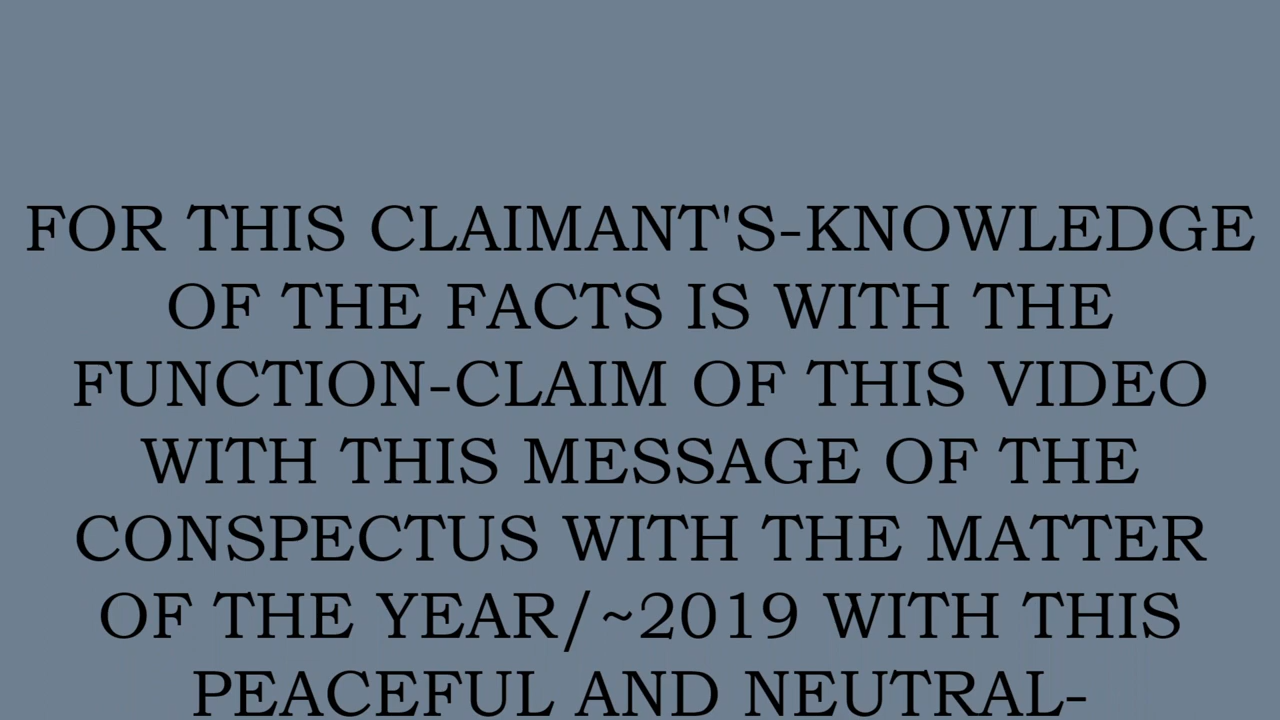 FOR THIS CLAIMANT'S-KNOWLEDGE
OF THE FACTS IS WITH THE
FUNCTION-CLAIM OF THIS VIDEO
WITH THIS MESSAGE OF THE
CONSPECTUS WITH THE MATTER
OF THE YEAR/~2019 WITH THIS
PEACEFUL AND NEUTRAL-